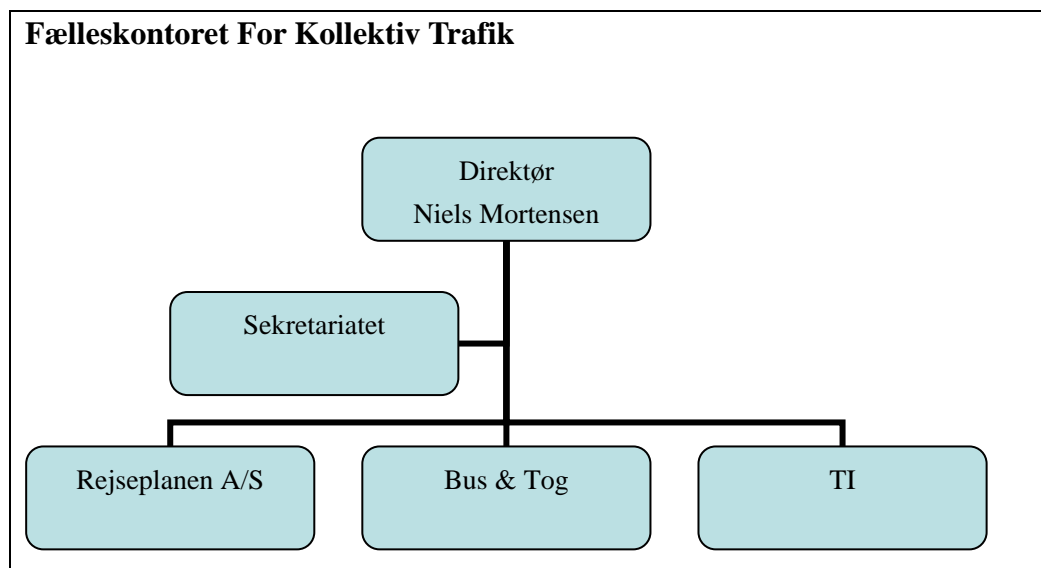 Fælleskontoret For Kollektiv Trafik
Direktør
Niels Mortensen
Sekretariatet
Rejseplanen A/S
Bus & Tog
TI